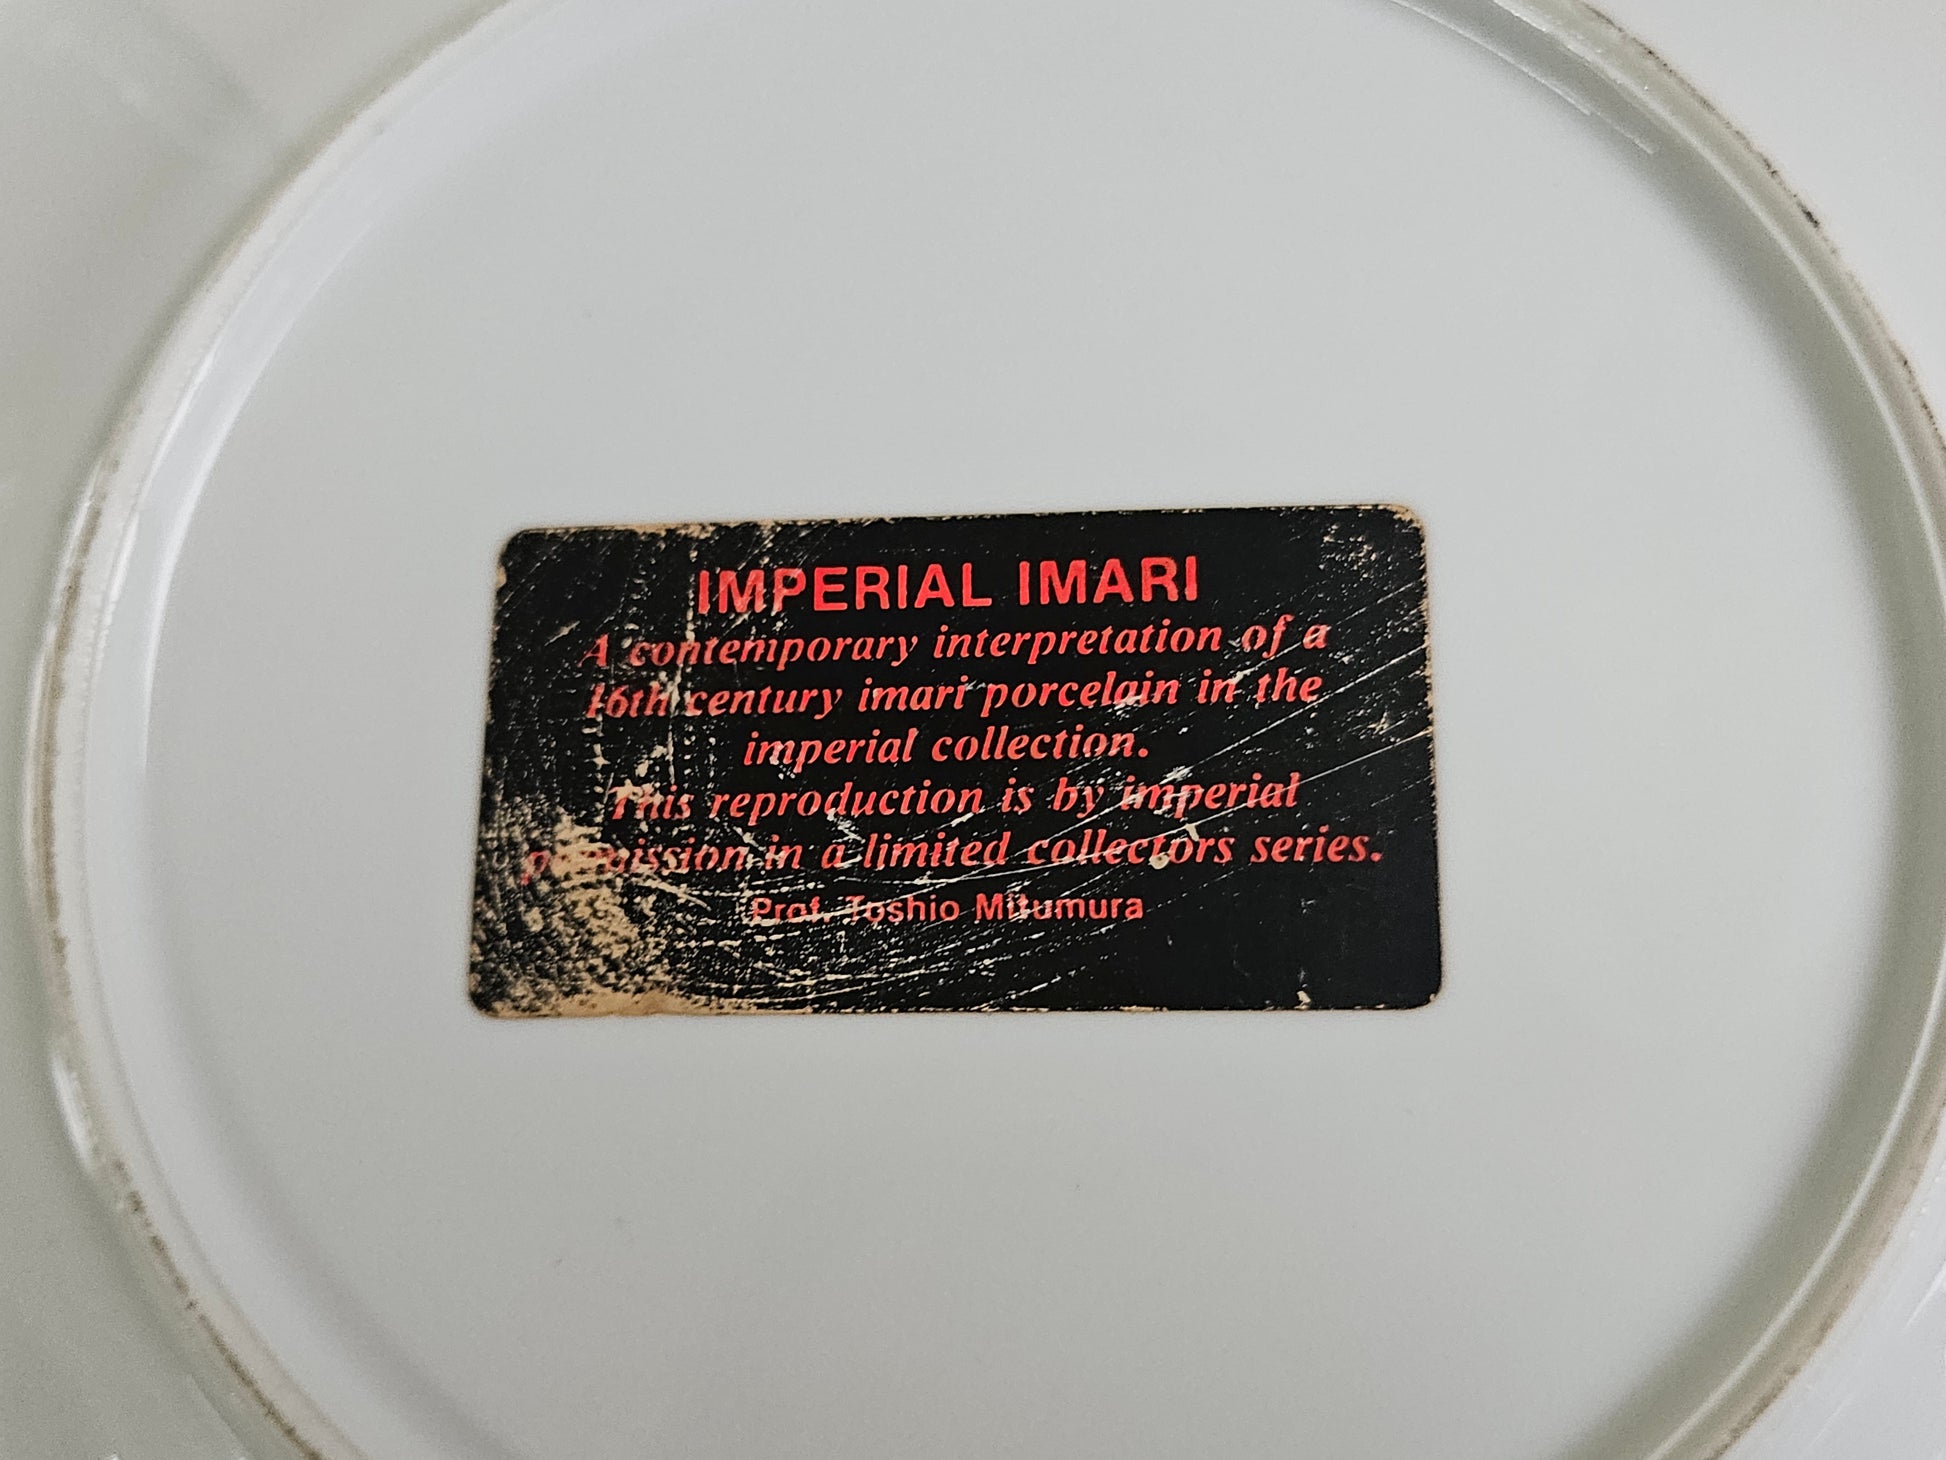 IMPERIAL IMARI
A contemporary interpretation of a
16th century imari porcelain in the
imperial collection.
This reproduction is by imperial
permission in a limited collectors series.
Prof. Toshio Mitumura